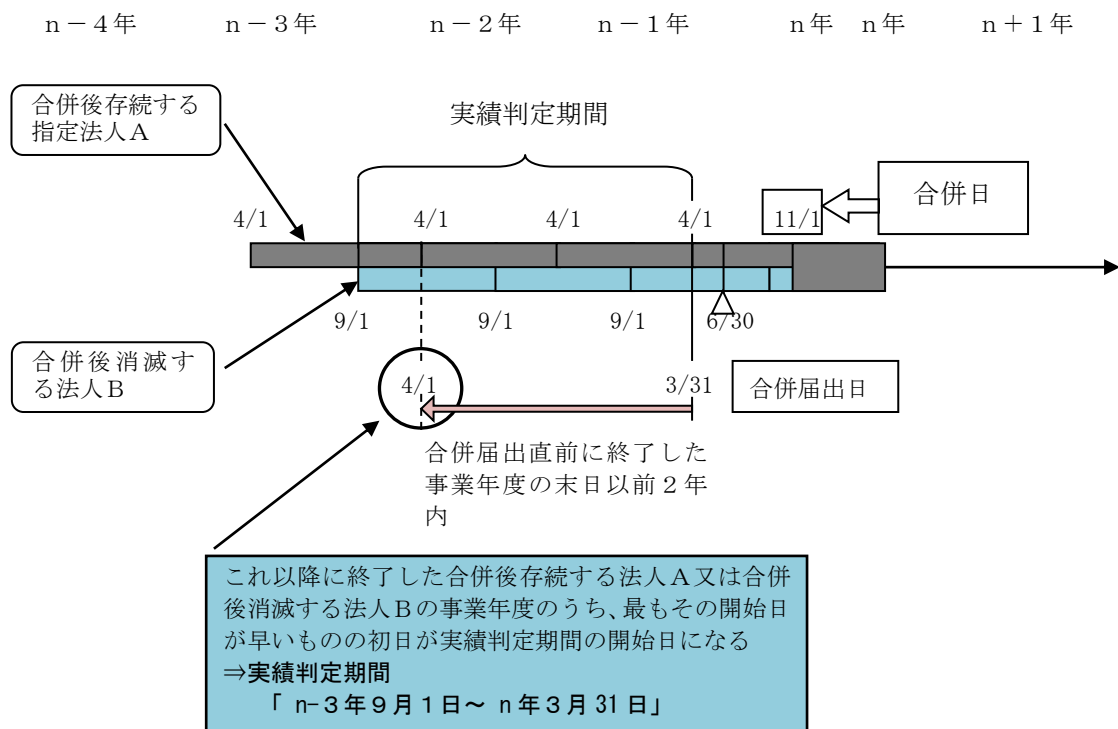 ｎ－４年　ｎ－３年　ｎ－２年　ｎ－１年　ｎ年　ｎ年　ｎ＋１年
合併後存続する
指定法人Ａ
実績判定期間
合併日
4/1　4/1　4/1　4/1　11/1
9/1　9/1　9/1　6/30
合併後消滅す
る法人Ｂ
4/1　3/31
合併届出日
合併届出直前に終了した
事業年度の末日以前２年
内
これ以降に終了した合併後存続する法人Ａ又は合併
後消滅する法人Ｂの事業年度のうち、最もその開始日
が早いものの初日が実績判定期間の開始日になる
⇒実績判定期間
「 n-３年９月１日～ n 年３月 31 日」